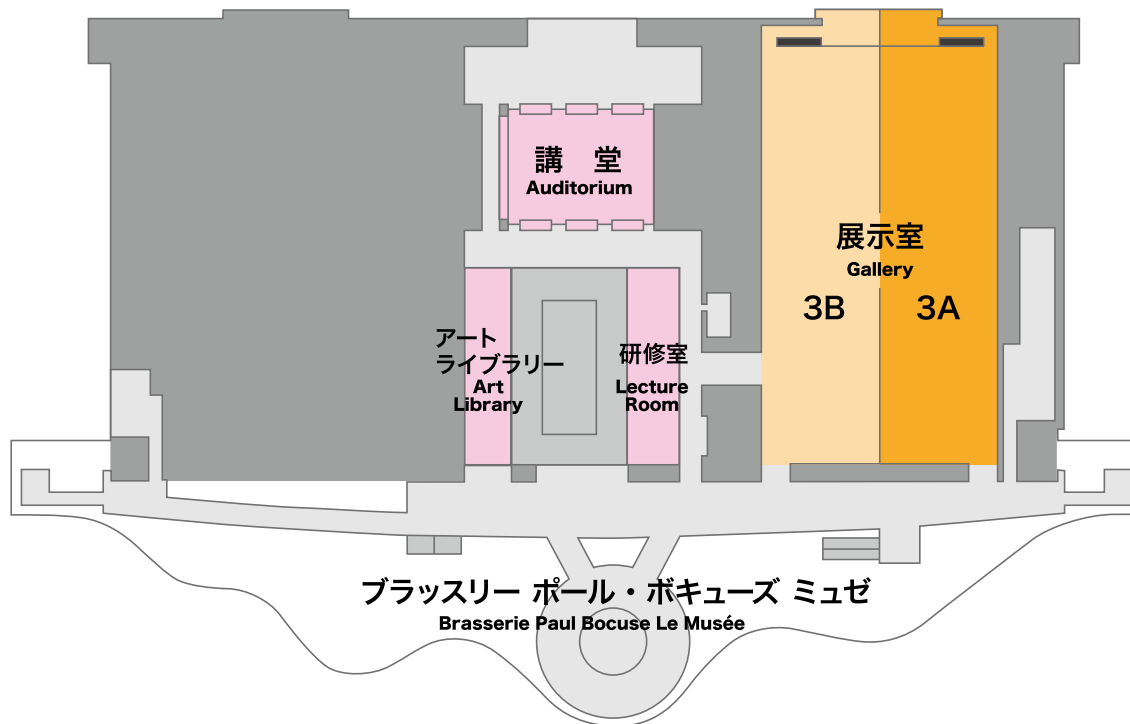 講 堂
Auditorium
展示室
Gallery
3B
3A
アート
ライブラリー
Art
Library
研修室
Lecture
Room
ブラッスリー ポール・ボキューズ ミュゼ
Brasserie Paul Bocuse Le Musée